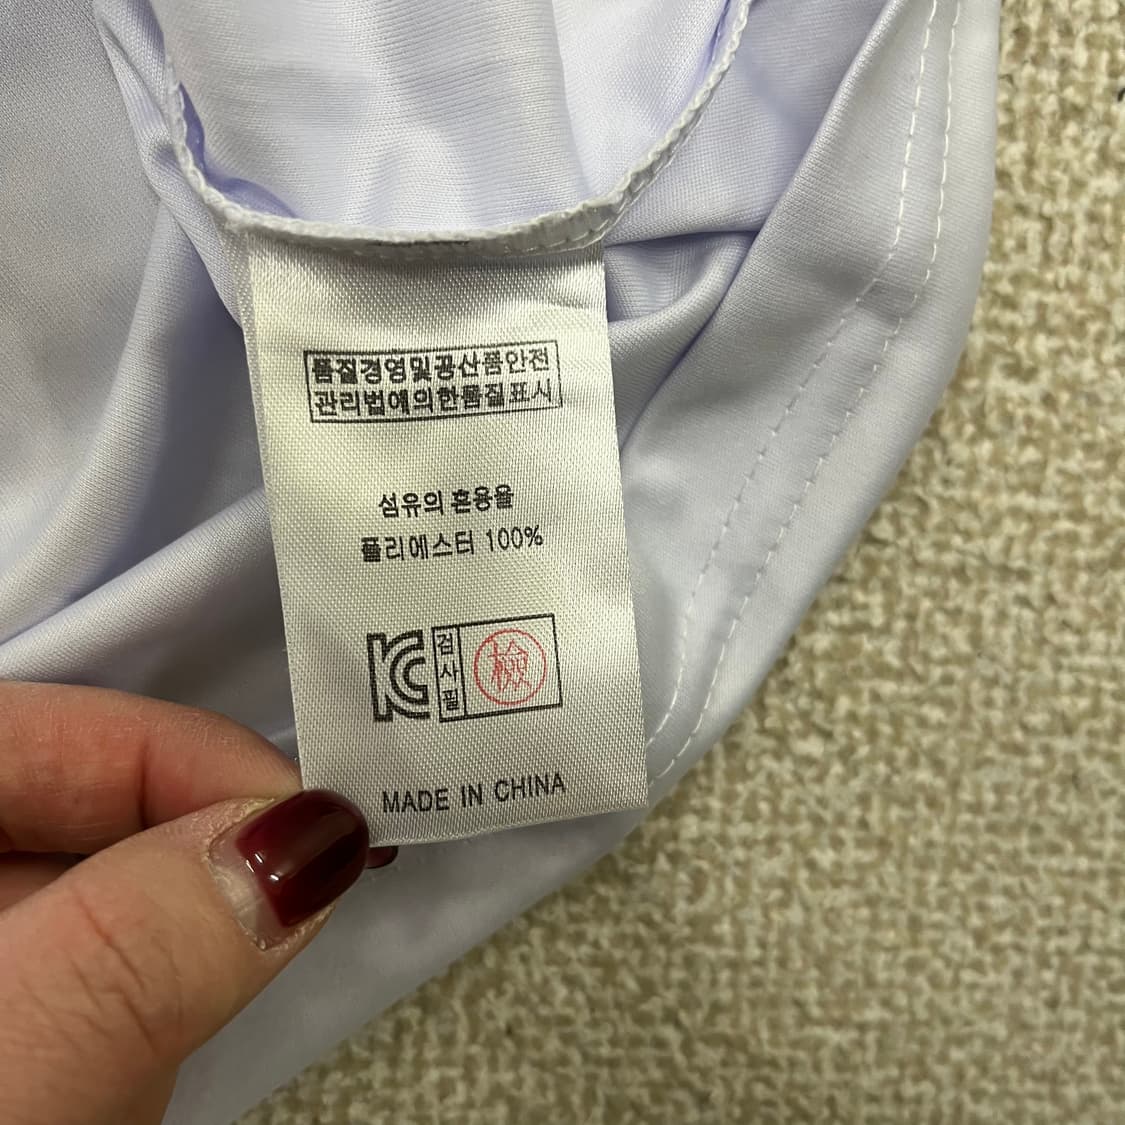 품질경영및공산품안전
관리법에의한품질표시
섬유의 혼용율
폴리에스터 100%
KC
검사필
檢
MADE IN CHINA